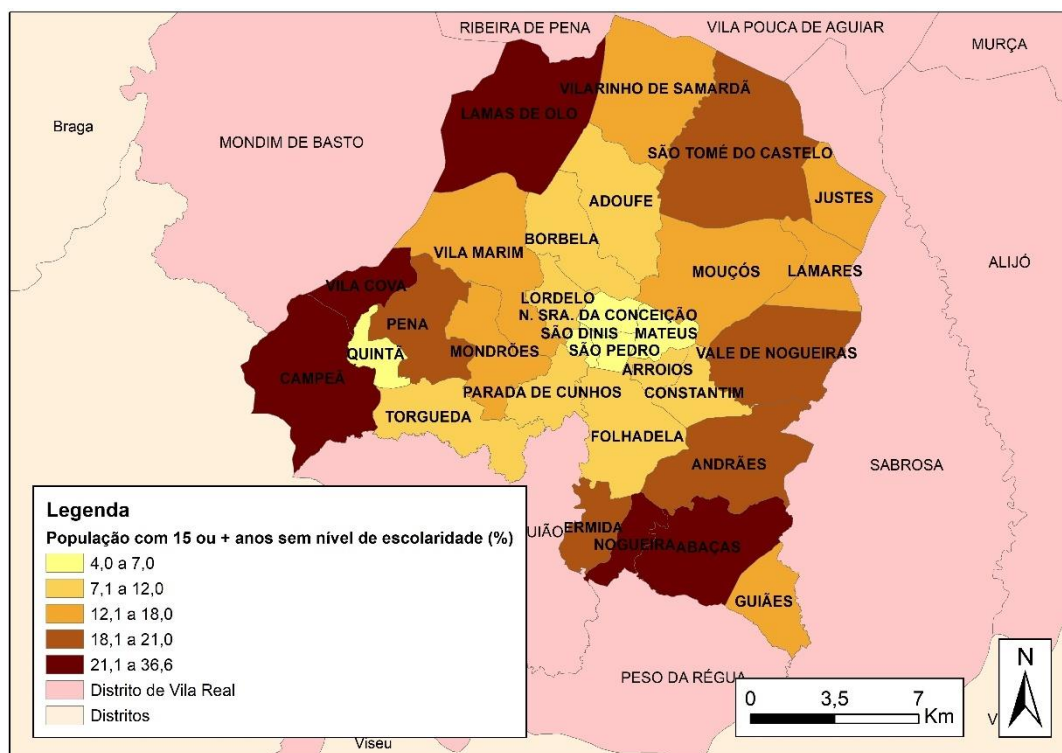 RIBEIRA DE PENA
VILA POUCA DE AGUIAR
MURÇA
Braga
MONDIM DE BASTO
LAMAS DE OLO
VILARINHO DE SAMARDÃ
SÃO TOMÉ DO CASTELO
JUSTES
ADOUFE
BORBELA
VILA MARIM
MOUÇÓS
LAMARES
ALIJÓ
VILA COVA
LORDELO
N. SRA. DA CONCEIÇÃO
PENA
SÃO DINIS
MATEUS
QUINTÃ
MONDRÕES
SÃO PEDRO
VALE DE NOGUEIRAS
CAMPEÃ
ARROIOS
PARADA DE CUNHOS
CONSTANTIM
TORGUEDA
FOLHADELA
ANDRÃES
SABROSA
UIÃO
ERMIDA
NOGUEIRA
ABAÇAS
GUIÃES
PESO DA RÉGUA
Legenda
População com 15 ou + anos sem nível de escolaridade (%)
4,0 a 7,0
7,1 a 12,0
12,1 a 18,0
18,1 a 21,0
21,1 a 36,6
Distrito de Vila Real
Distritos
Viseu
0 3,5 7
Km
N
V